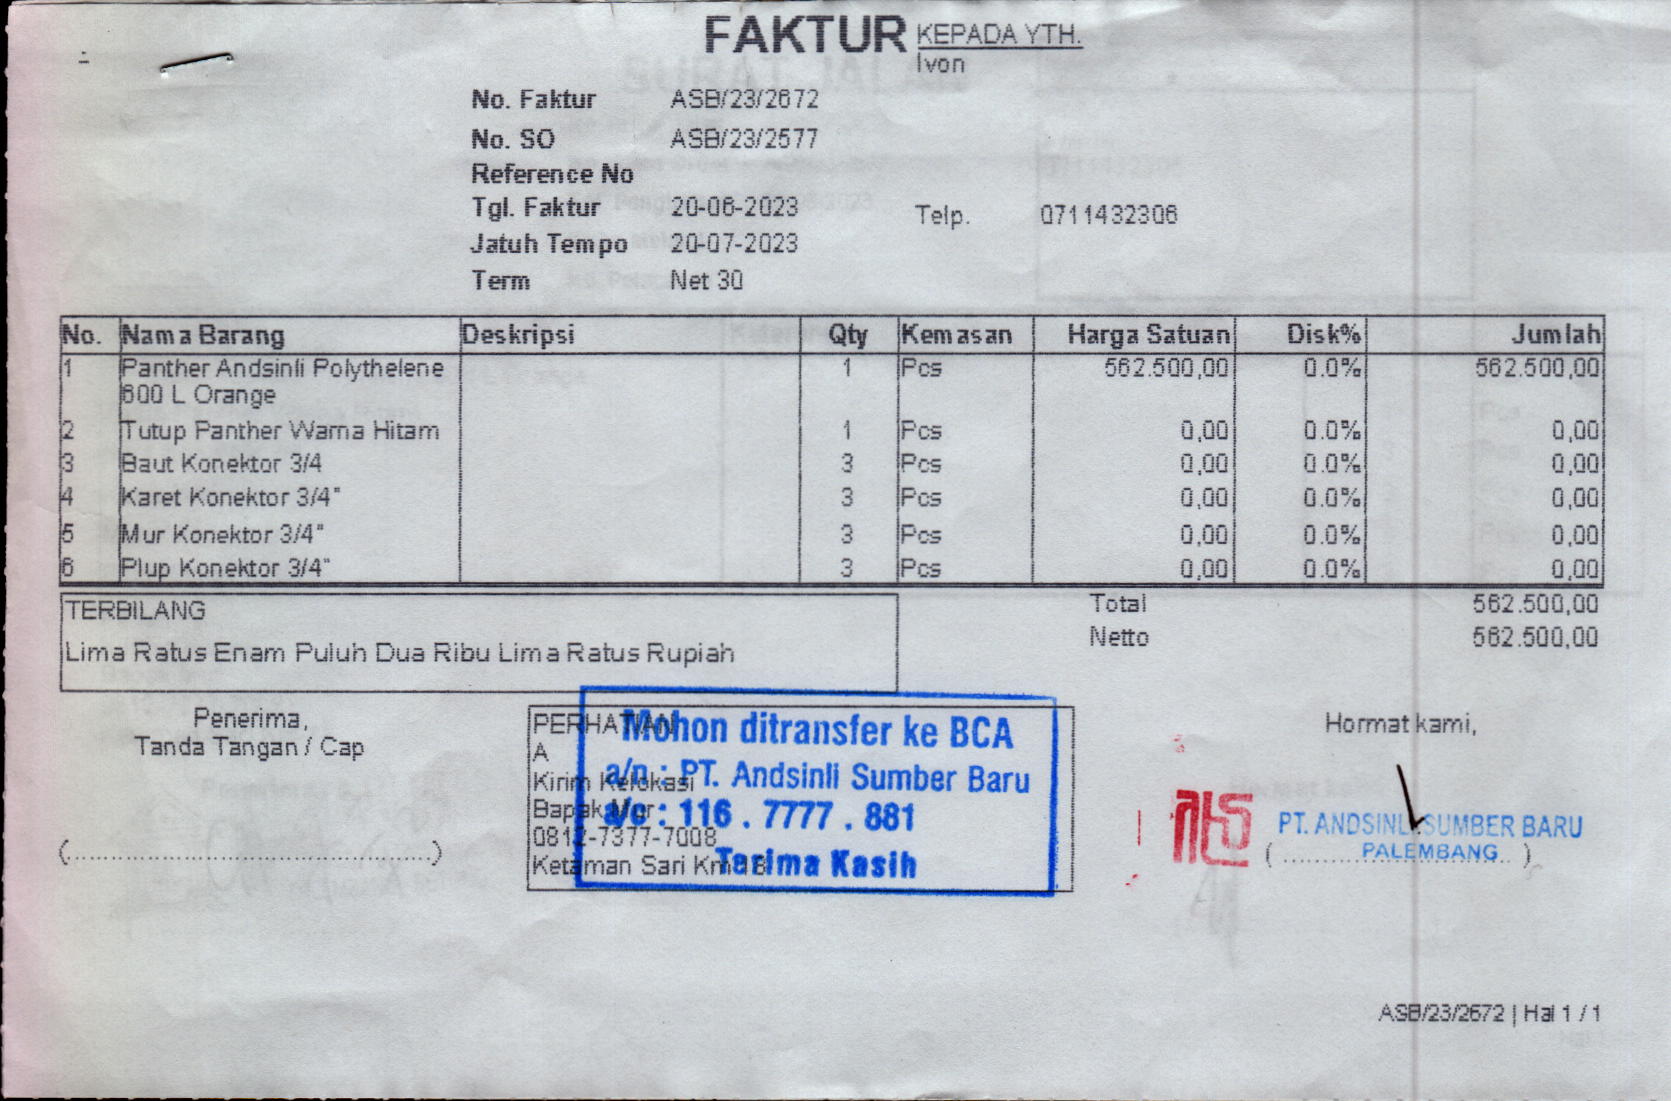 FAKTUR KEPADA YTH.
Ivon
No. Faktur ASB/23/2672
No. SO ASB/23/2577
Reference No
Tgl. Faktur 20-06-2023
Telp. 0711432306
Jatuh Tempo 20-07-2023
Term Net 30
No. Nama Barang Deskripsi Qty Kemasan Harga Satuan Disk% Jumlah
1 Panther Andsinli Polythelene 1 Pcs 562.500,00 0.0% 562.500,00
600 L Orange
2 Tutup Panther Warna Hitam 1 Pcs 0,00 0.0% 0,00
3 Baut Konektor 3/4 3 Pcs 0,00 0.0% 0,00
4 Karet Konektor 3/4" 3 Pcs 0,00 0.0% 0,00
5 Mur Konektor 3/4" 3 Pcs 0,00 0.0% 0,00
6 Plup Konektor 3/4" 3 Pcs 0,00 0.0% 0,00
TERBILANG
Lima Ratus Enam Puluh Dua Ribu Lima Ratus Rupiah
Total 562.500,00
Netto 562.500,00
Penerima,
Tanda Tangan / Cap
(................................................)
PERHATIAN
A
Kirim Kelokasi
Bapak Mur
0812-7377-7008
Ketaman Sari Km
Mohon ditransfer ke BCA
a/n : PT. Andsinli Sumber Baru
a/c : 116 . 7777 . 881
Terima Kasih
Hormat kami,
PT. ANDSINLI SUMBER BARU
PALEMBANG
ASB/23/2672 | Hal 1 / 1